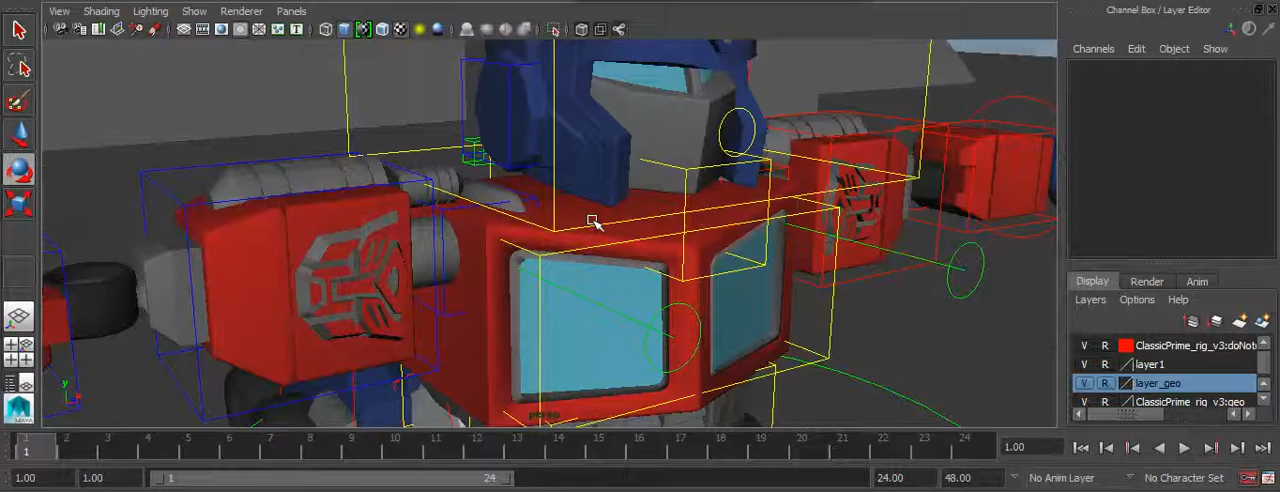 View Shading Lighting Show Renderer Panels
Channel Box / Layer Editor
Channels Edit Object Show
Display Render Anim
Layers Options Help
V R ClassicPrime_rig_v3:doNot
V R layer1
V R layer_geo
V R ClassicPrime_rig_v3:geo
persp
y
MAYA
1 2 3 4 5 6 7 8 9 10 11 12 13 14 15 16 17 18 19 20 21 22 23 24
1
1.00
1.00 1.00 1 24 24.00 48.00 No Anim Layer No Character Set